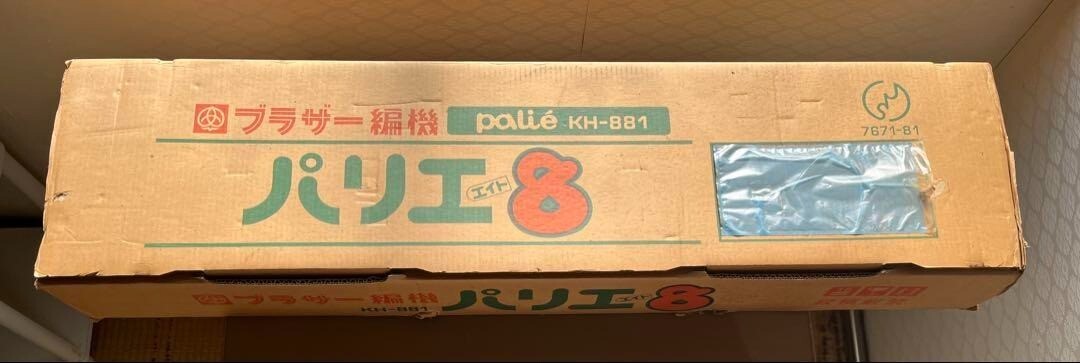 ブラザー編機 palié KH-881
パリエ エイト 8
7671-81
ブラザー編機 パリエ エイト 8
KH-881